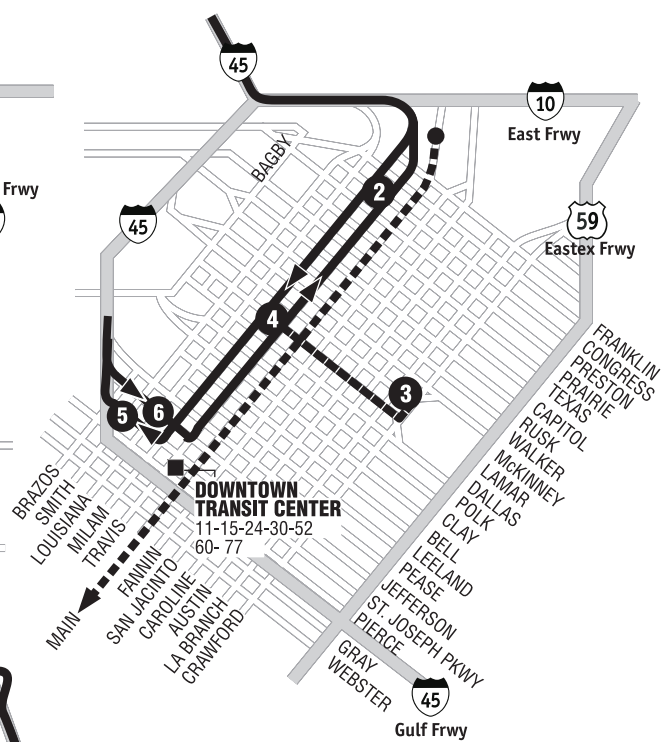 45
10
East Frwy
BAGBY
2
Frwy
59
Eastex Frwy
45
4
3
5
6
FRANKLIN
CONGRESS
PRESTON
PRAIRIE
TEXAS
CAPITOL
RUSK
WALKER
McKINNEY
LAMAR
DALLAS
POLK
CLAY
BELL
LEELAND
PEASE
JEFFERSON
ST. JOSEPH PKWY
PIERCE
GRAY
WEBSTER
BRAZOS
SMITH
LOUISIANA
MILAM
TRAVIS
MAIN
FANNIN
SAN JACINTO
CAROLINE
AUSTIN
LA BRANCH
CRAWFORD
DOWNTOWN
TRANSIT CENTER
11-15-24-30-52
60- 77
45
Gulf Frwy